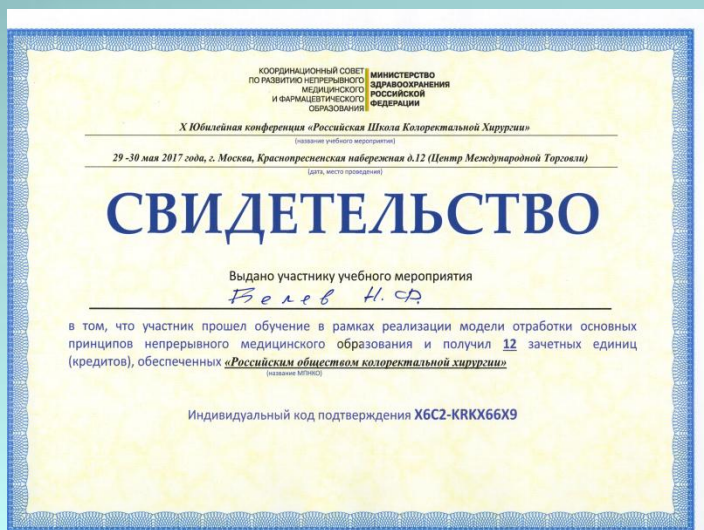 КООРДИНАЦИОННЫЙ СОВЕТ
ПО РАЗВИТИЮ НЕПРЕРЫВНОГО
МЕДИЦИНСКОГО
И ФАРМАЦЕВТИЧЕСКОГО
ОБРАЗОВАНИЯ
МИНИСТЕРСТВО
ЗДРАВООХРАНЕНИЯ
РОССИЙСКОЙ
ФЕДЕРАЦИИ
X Юбилейная конференция «Российская Школа Колоректальной Хирургии»
(название учебного мероприятия)
29 -30 мая 2017 года, г. Москва, Краснопресненская набережная д.12 (Центр Международной Торговли)
(дата, место проведения)
СВИДЕТЕЛЬСТВО
Выдано участнику учебного мероприятия
Белев Н. Ф.
в том, что участник прошел обучение в рамках реализации модели отработки основных
принципов непрерывного медицинского образования и получил 12 зачетных единиц
(кредитов), обеспеченных «Российским обществом колоректальной хирургии»
(название МПНКО)
Индивидуальный код подтверждения X6C2-KRKX66X9